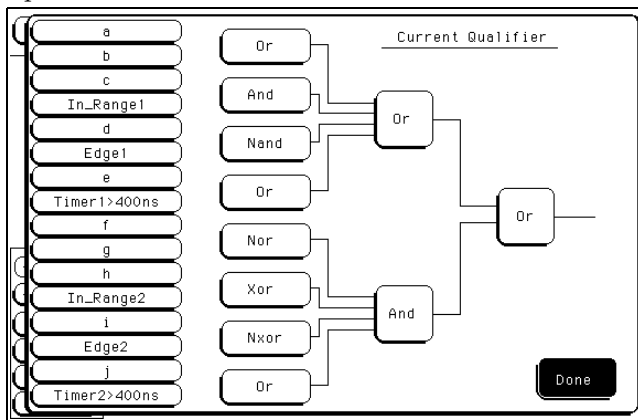 Current Qualifier
a
b
c
In_Range1
d
Edge1
e
Timer1>400ns
f
g
h
In_Range2
i
Edge2
j
Timer2>400ns
Or
And
Nand
Or
Nor
Xor
Nxor
Or
Or
And
Or
Done